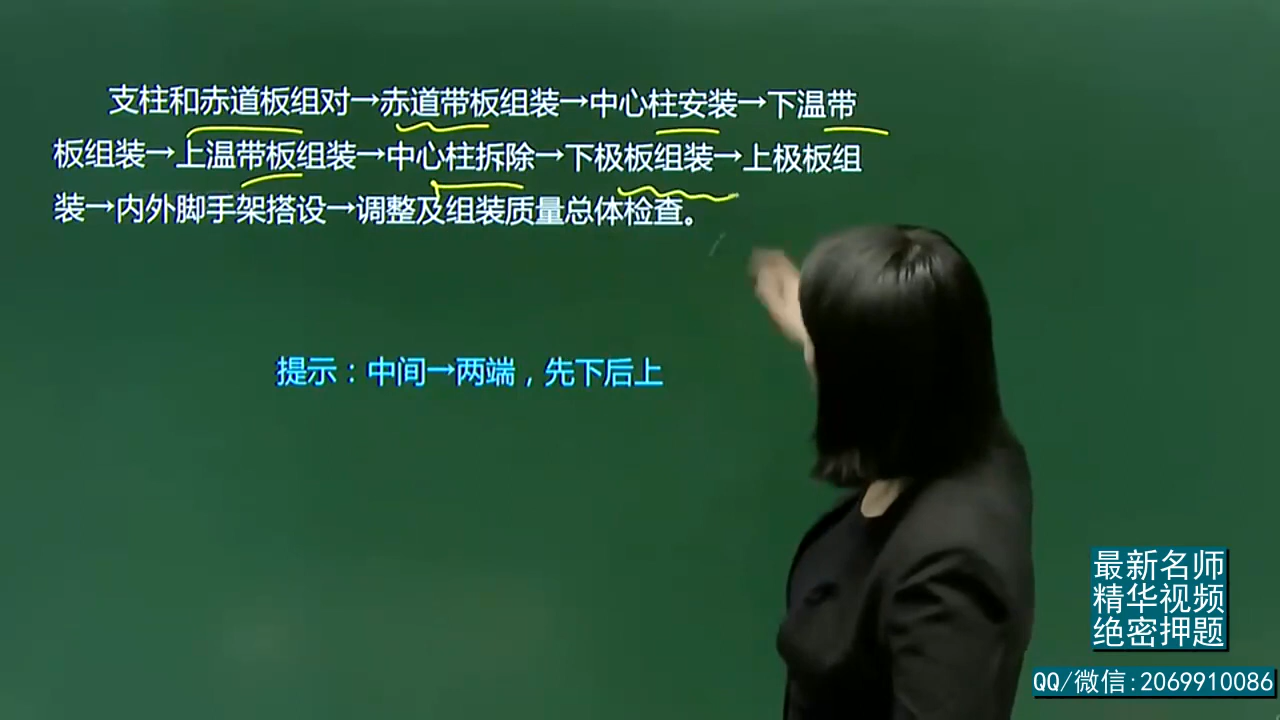 支柱和赤道板组对→赤道带板组装→中心柱安装→下温带
板组装→上温带板组装→中心柱拆除→下极板组装→上极板组
装→内外脚手架搭设→调整及组装质量总体检查。
提示：中间→两端，先下后上
最新名师
精华视频
绝密押题
QQ/微信:2069910086